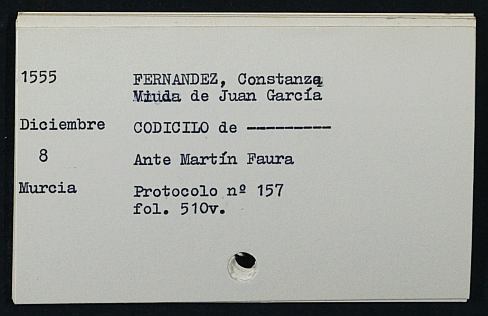 1555 FERNANDEZ, Constanza
Viuda de Juan García
Diciembre CODICILO de ---------
8 Ante Martín Faura
Murcia Protocolo nº 157
fol. 510v.